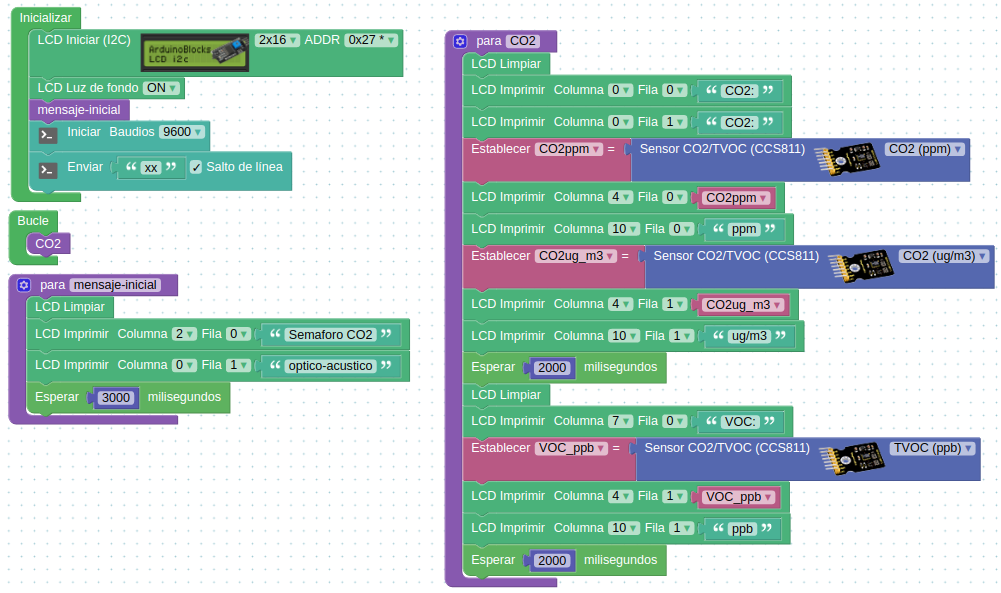 Inicializar
LCD Iniciar (I2C) ArduinoBlocks LCD i2c 2x16 ADDR 0x27 *
LCD Luz de fondo ON
mensaje-inicial
>_ Iniciar Baudios 9600
>_ Enviar “ xx ” ✓ Salto de línea
Bucle
CO2
para mensaje-inicial
LCD Limpiar
LCD Imprimir Columna 2 Fila 0 “ Semaforo CO2 ”
LCD Imprimir Columna 0 Fila 1 “ optico-acustico ”
Esperar 3000 milisegundos
para CO2
LCD Limpiar
LCD Imprimir Columna 0 Fila 0 “ CO2: ”
LCD Imprimir Columna 0 Fila 1 “ CO2: ”
Establecer CO2ppm = Sensor CO2/TVOC (CCS811) CO2 (ppm)
LCD Imprimir Columna 4 Fila 0 CO2ppm
LCD Imprimir Columna 10 Fila 0 “ ppm ”
Establecer CO2ug_m3 = Sensor CO2/TVOC (CCS811) CO2 (ug/m3)
LCD Imprimir Columna 4 Fila 1 CO2ug_m3
LCD Imprimir Columna 10 Fila 1 “ ug/m3 ”
Esperar 2000 milisegundos
LCD Limpiar
LCD Imprimir Columna 7 Fila 0 “ VOC: ”
Establecer VOC_ppb = Sensor CO2/TVOC (CCS811) TVOC (ppb)
LCD Imprimir Columna 4 Fila 1 VOC_ppb
LCD Imprimir Columna 10 Fila 1 “ ppb ”
Esperar 2000 milisegundos